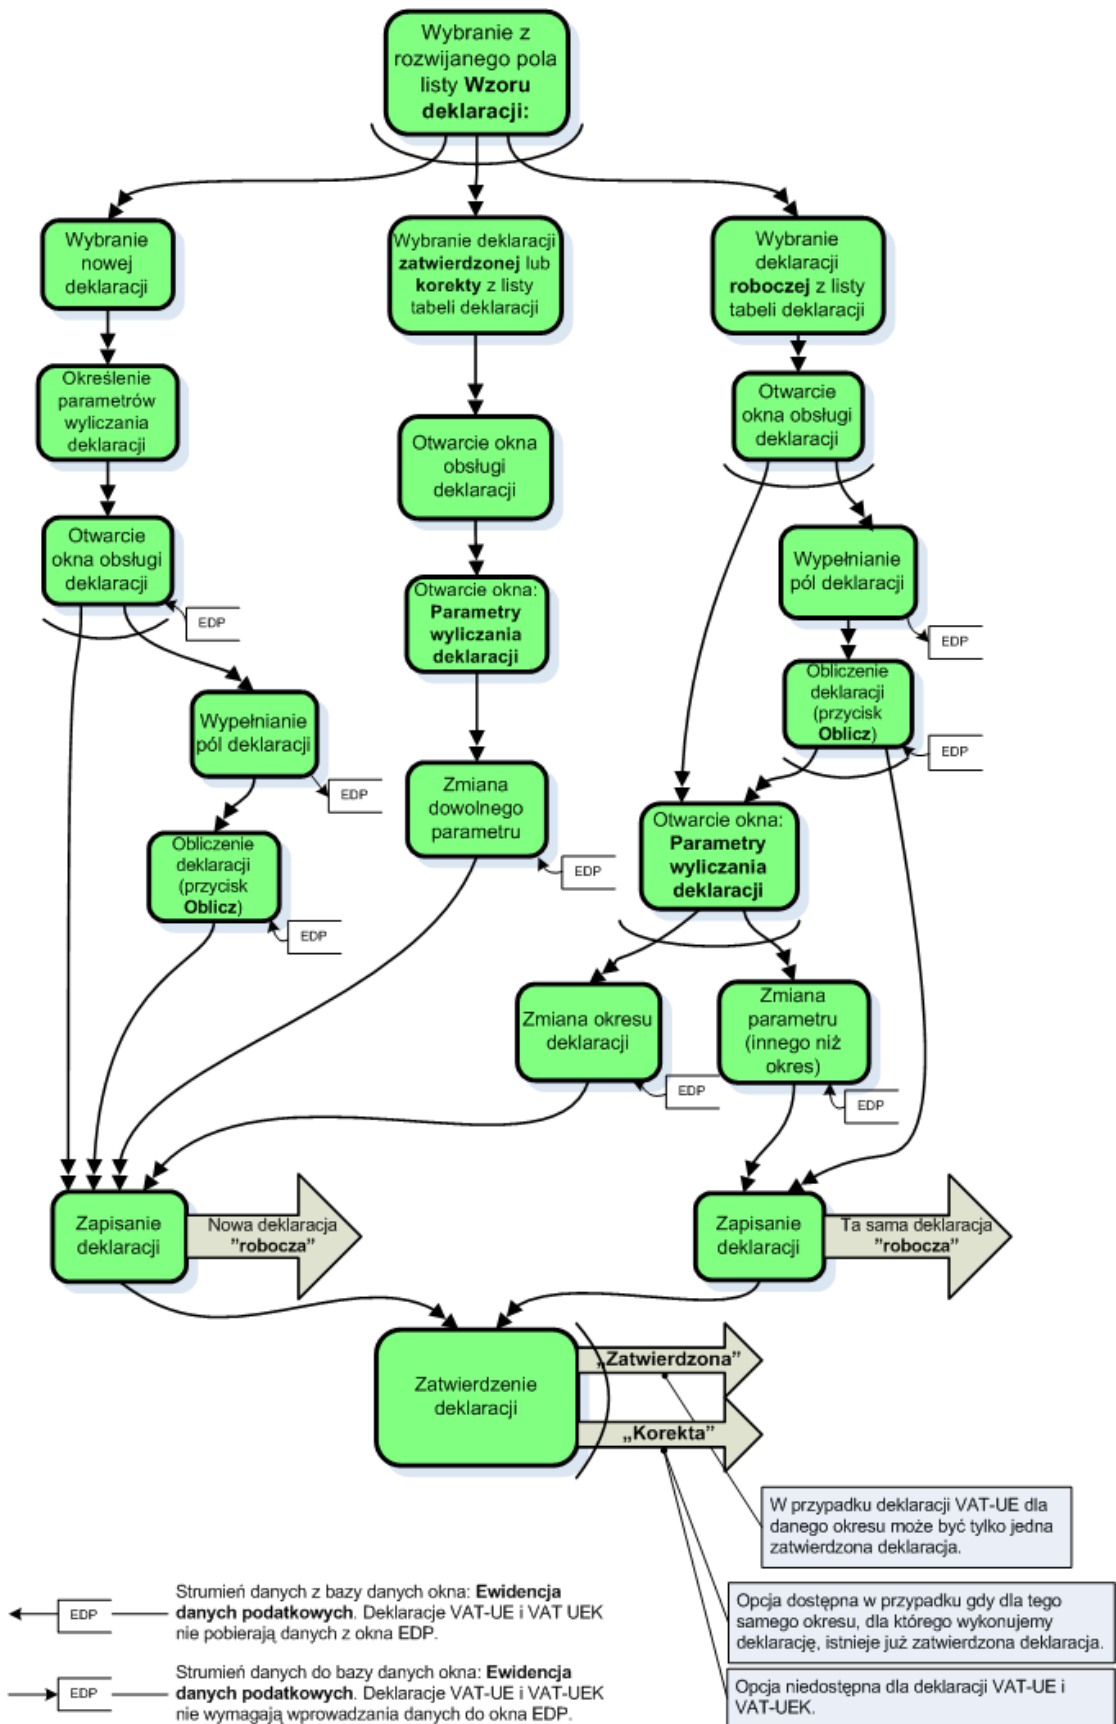 Wybranie z
rozwijanego pola
listy Wzoru
deklaracji:
Wybranie
nowej
deklaracji
Wybranie deklaracji
zatwierdzonej lub
korekty z listy
tabeli deklaracji
Wybranie
deklaracji
roboczej z listy
tabeli deklaracji
Określenie
parametrów
wyliczania
deklaracji
Otwarcie okna
obsługi
deklaracji
Otwarcie
okna obsługi
deklaracji
Otwarcie
okna obsługi
deklaracji
EDP
Otwarcie okna:
Parametry
wyliczania
deklaracji
Wypełnianie
pól deklaracji
EDP
Wypełnianie
pól deklaracji
EDP
Obliczenie
deklaracji
(przycisk
Oblicz)
EDP
Zmiana
dowolnego
parametru
EDP
Obliczenie
deklaracji
(przycisk
Oblicz)
EDP
Otwarcie okna:
Parametry
wyliczania
deklaracji
Zmiana okresu
deklaracji
EDP
Zmiana
parametru
(innego niż
okres)
EDP
Zapisanie
deklaracji
Nowa deklaracja
"robocza"
Zapisanie
deklaracji
Ta sama deklaracja
"robocza"
Zatwierdzenie
deklaracji
„Zatwierdzona”
„Korekta”
W przypadku deklaracji VAT-UE dla
danego okresu może być tylko jedna
zatwierdzona deklaracja.
Opcja dostępna w przypadku gdy dla tego
samego okresu, dla którego wykonujemy
deklarację, istnieje już zatwierdzona deklaracja.
Opcja niedostępna dla deklaracji VAT-UE i
VAT-UEK.
EDP
Strumień danych z bazy danych okna: Ewidencja
danych podatkowych. Deklaracje VAT-UE i VAT UEK
nie pobierają danych z okna EDP.
EDP
Strumień danych do bazy danych okna: Ewidencja
danych podatkowych. Deklaracje VAT-UE i VAT-UEK
nie wymagają wprowadzania danych do okna EDP.